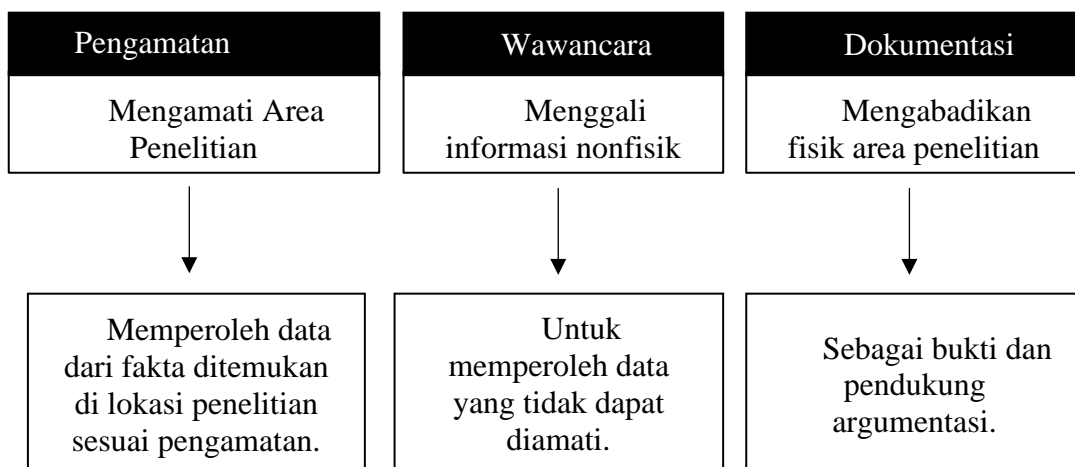 Pengamatan
Mengamati Area
Penelitian
Memperoleh data
dari fakta ditemukan
di lokasi penelitian
sesuai pengamatan.
Wawancara
Menggali
informasi nonfisik
Untuk
memperoleh data
yang tidak dapat
diamati.
Dokumentasi
Mengabadikan
fisik area penelitian
Sebagai bukti dan
pendukung
argumentasi.